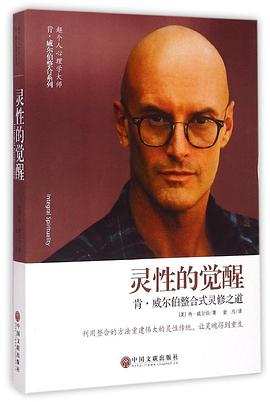 超个人心理学大师
肯·威尔伯整合系列
灵性的觉醒
Integral Spirituality
灵性的觉醒
肯·威尔伯整合式灵修之道
[美]肯·威尔伯/著 金凡/译
利用整合的方法重建伟大的灵性传统，让灵魂得到重生
中国文联出版社